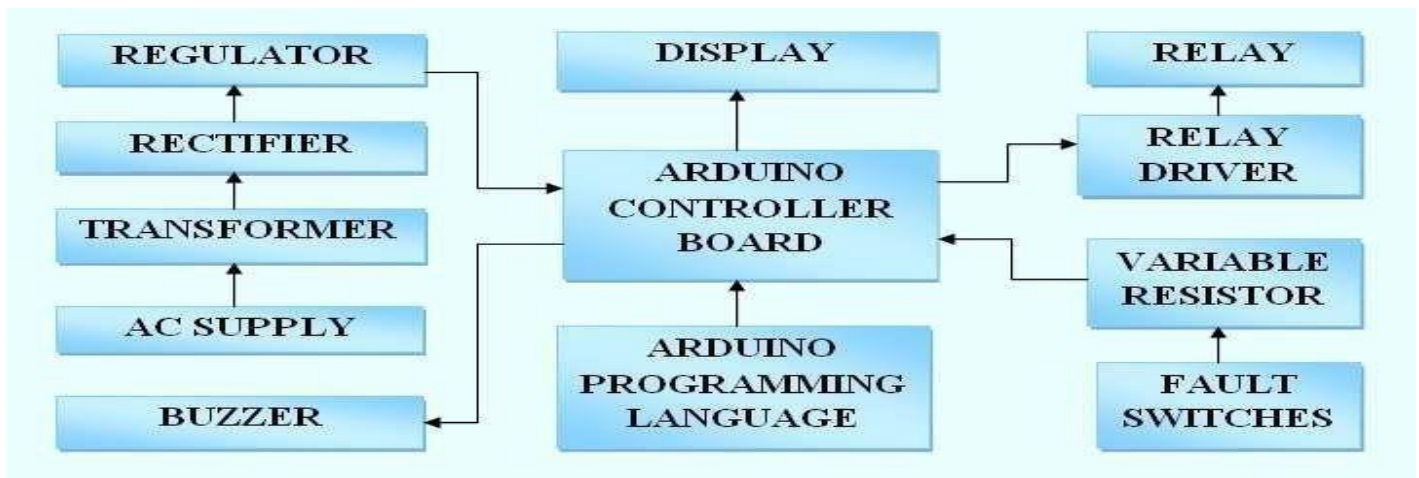 REGULATOR
RECTIFIER
TRANSFORMER
AC SUPPLY
BUZZER
DISPLAY
ARDUINO
CONTROLLER
BOARD
ARDUINO
PROGRAMMING
LANGUAGE
RELAY
RELAY
DRIVER
VARIABLE
RESISTOR
FAULT
SWITCHES